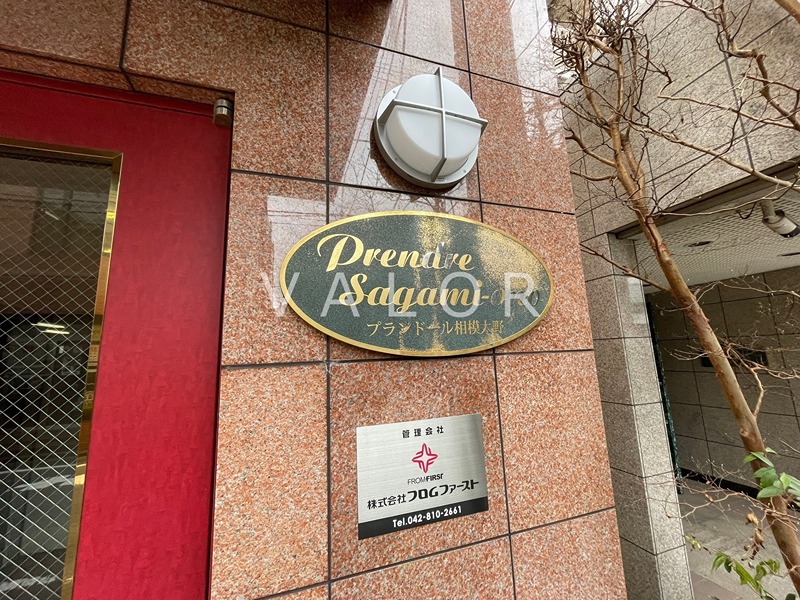 Prendre
Sagami-Ono
プランドール相模大野
VALOR
管理会社
FROMFIRST
株式会社フロムファースト
Tel.042-810-2661